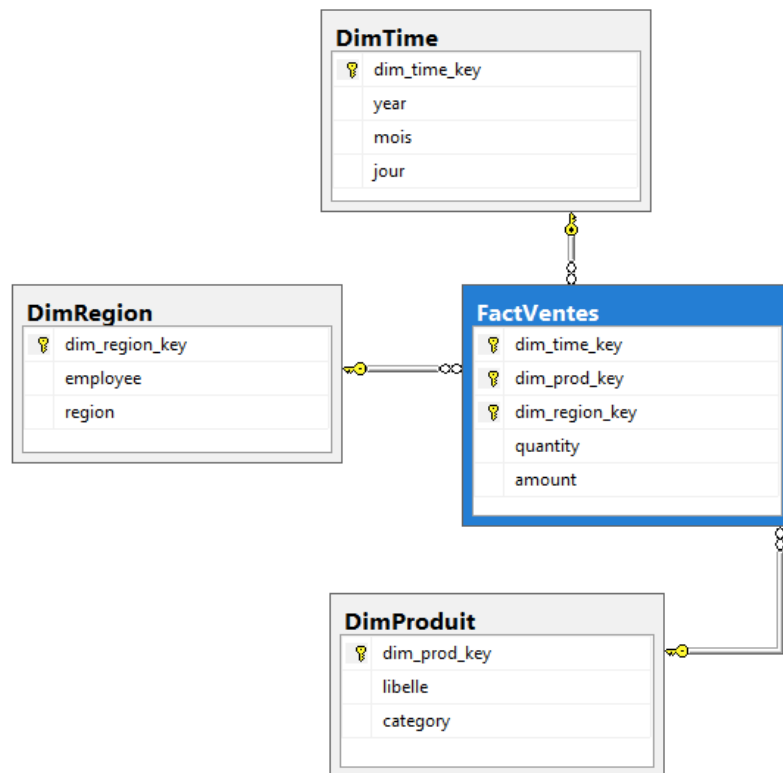 DimTime
dim_time_key
year
mois
jour
DimRegion
dim_region_key
employee
region
FactVentes
dim_time_key
dim_prod_key
dim_region_key
quantity
amount
DimProduit
dim_prod_key
libelle
category